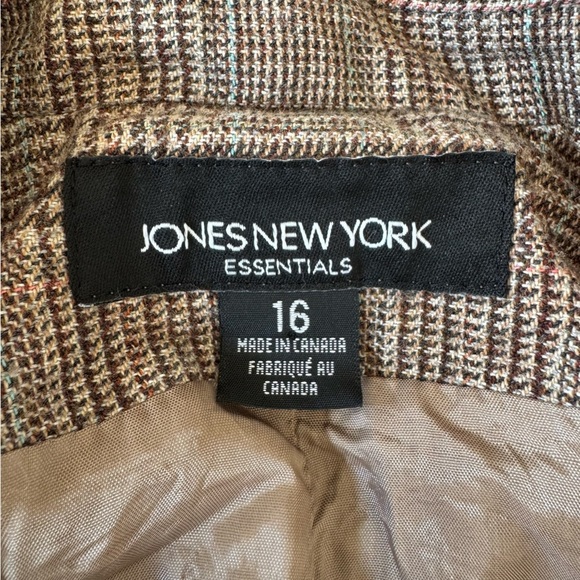 JONES NEW YORK
ESSENTIALS
16
MADE IN CANADA
FABRIQUÉ AU
CANADA